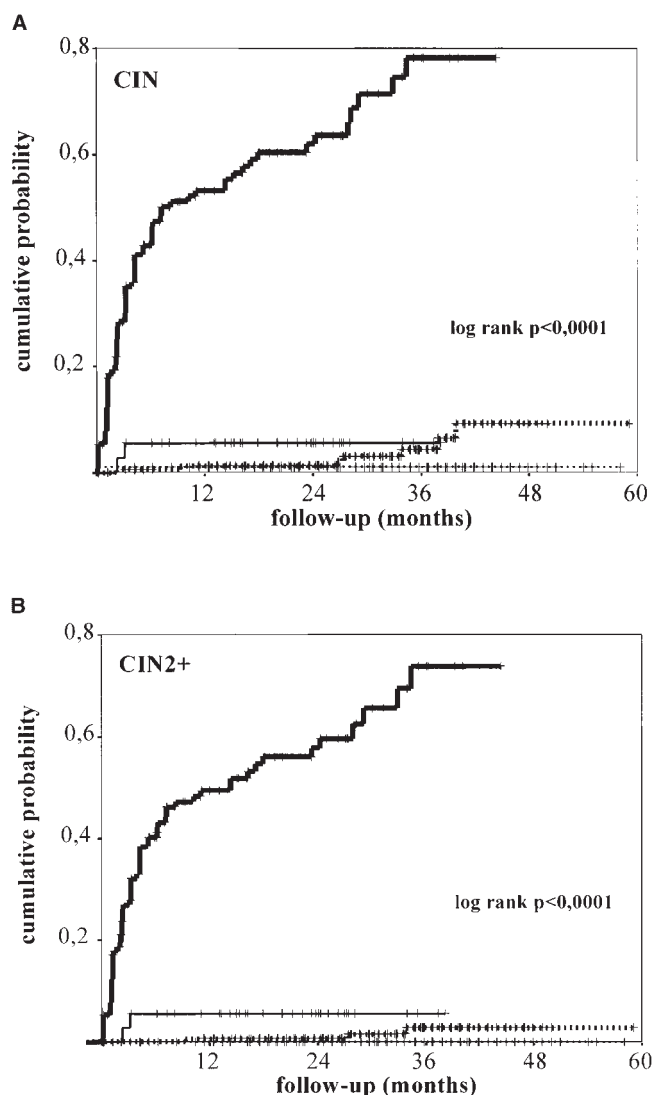 A
0,8
CIN
0,6
0,4
0,2
cumulative probability
log rank p<0,0001
12 24 36 48 60
follow-up (months)
B
0,8
CIN2+
0,6
0,4
0,2
cumulative probability
log rank p<0,0001
12 24 36 48 60
follow-up (months)